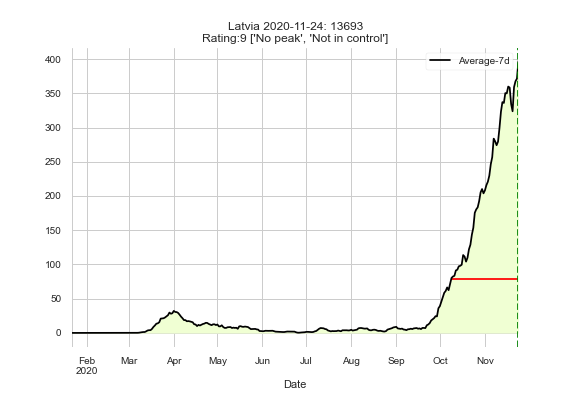 Latvia 2020-11-24: 13693
Rating:9 ['No peak', 'Not in control']
Average-7d
400
350
300
250
200
150
100
50
0
Feb Mar Apr May Jun Jul Aug Sep Oct Nov
2020
Date